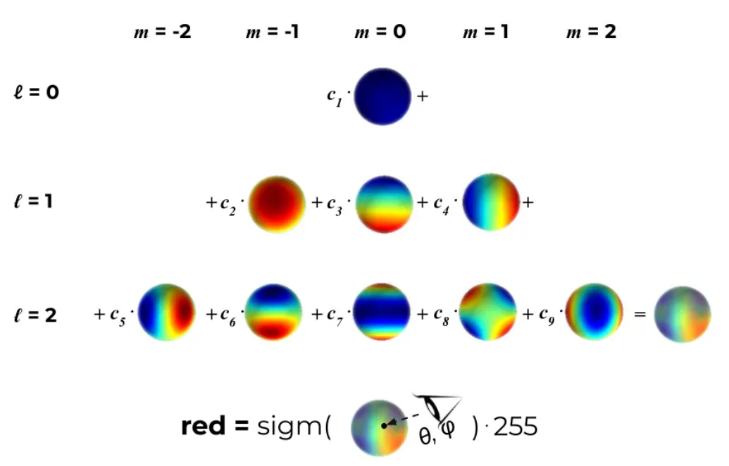 m = -2 m = -1 m = 0 m = 1 m = 2
ℓ = 0 c₁· +
ℓ = 1 +c₂· +c₃· +c₄· +
ℓ = 2 +c₅· +c₆· +c₇· +c₈· +c₉· =
red = sigm( θ, φ )·255